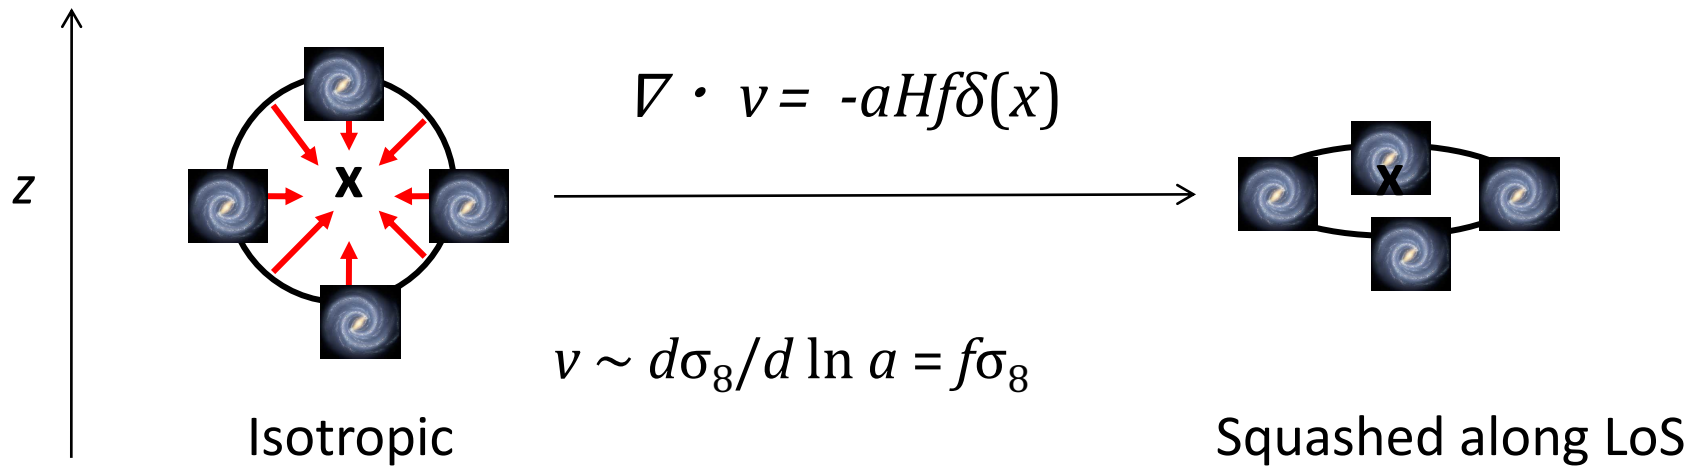 ∇ · v = -aHfδ(x)
x
x
z
v ~ dσ₈/d ln a = fσ₈
Isotropic
Squashed along LoS